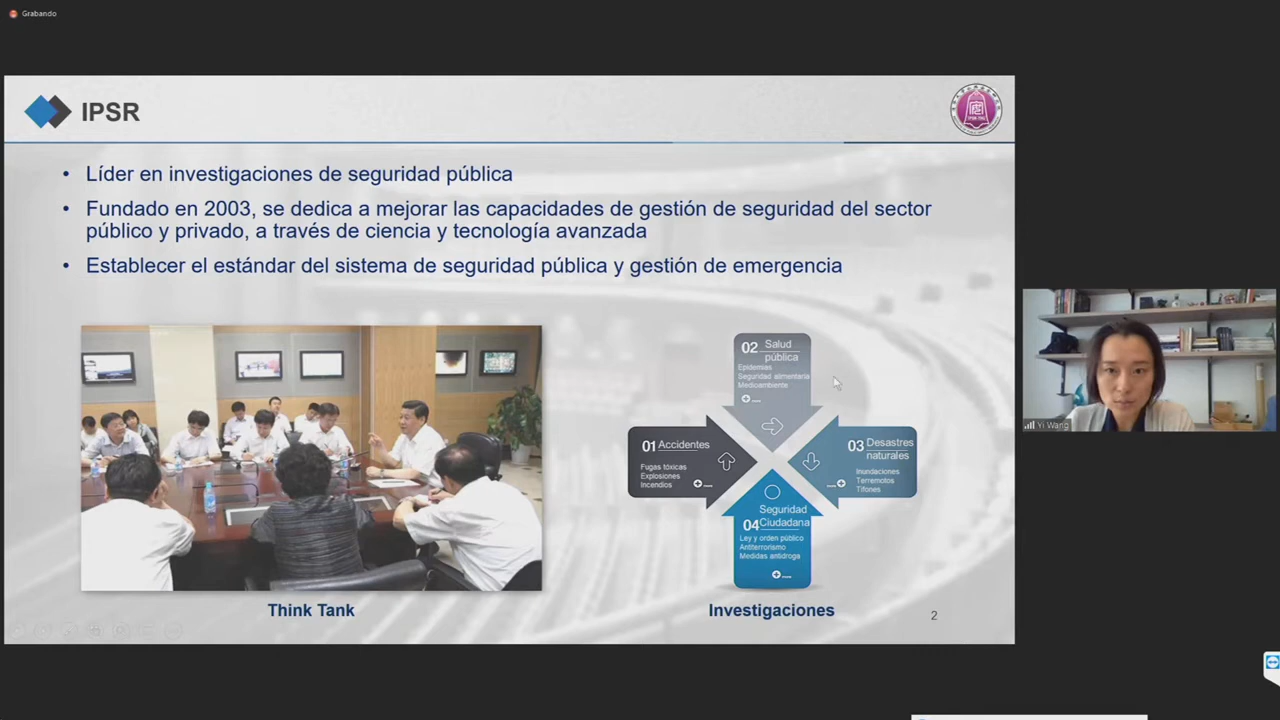 Grabando
IPSR
• Líder en investigaciones de seguridad pública
• Fundado en 2003, se dedica a mejorar las capacidades de gestión de seguridad del sector
público y privado, a través de ciencia y tecnología avanzada
• Establecer el estándar del sistema de seguridad pública y gestión de emergencia
02 Salud
pública
Epidemias
Seguridad alimentaria
Medioambiente
01 Accidentes
Fugas tóxicas
Explosiones
Incendios
03 Desastres
naturales
Inundaciones
Terremotos
Tifones
Seguridad
04 Ciudadana
Ley y orden público
Antiterrorismo
Medidas antidroga
Think Tank
Investigaciones
2
Yi Wang